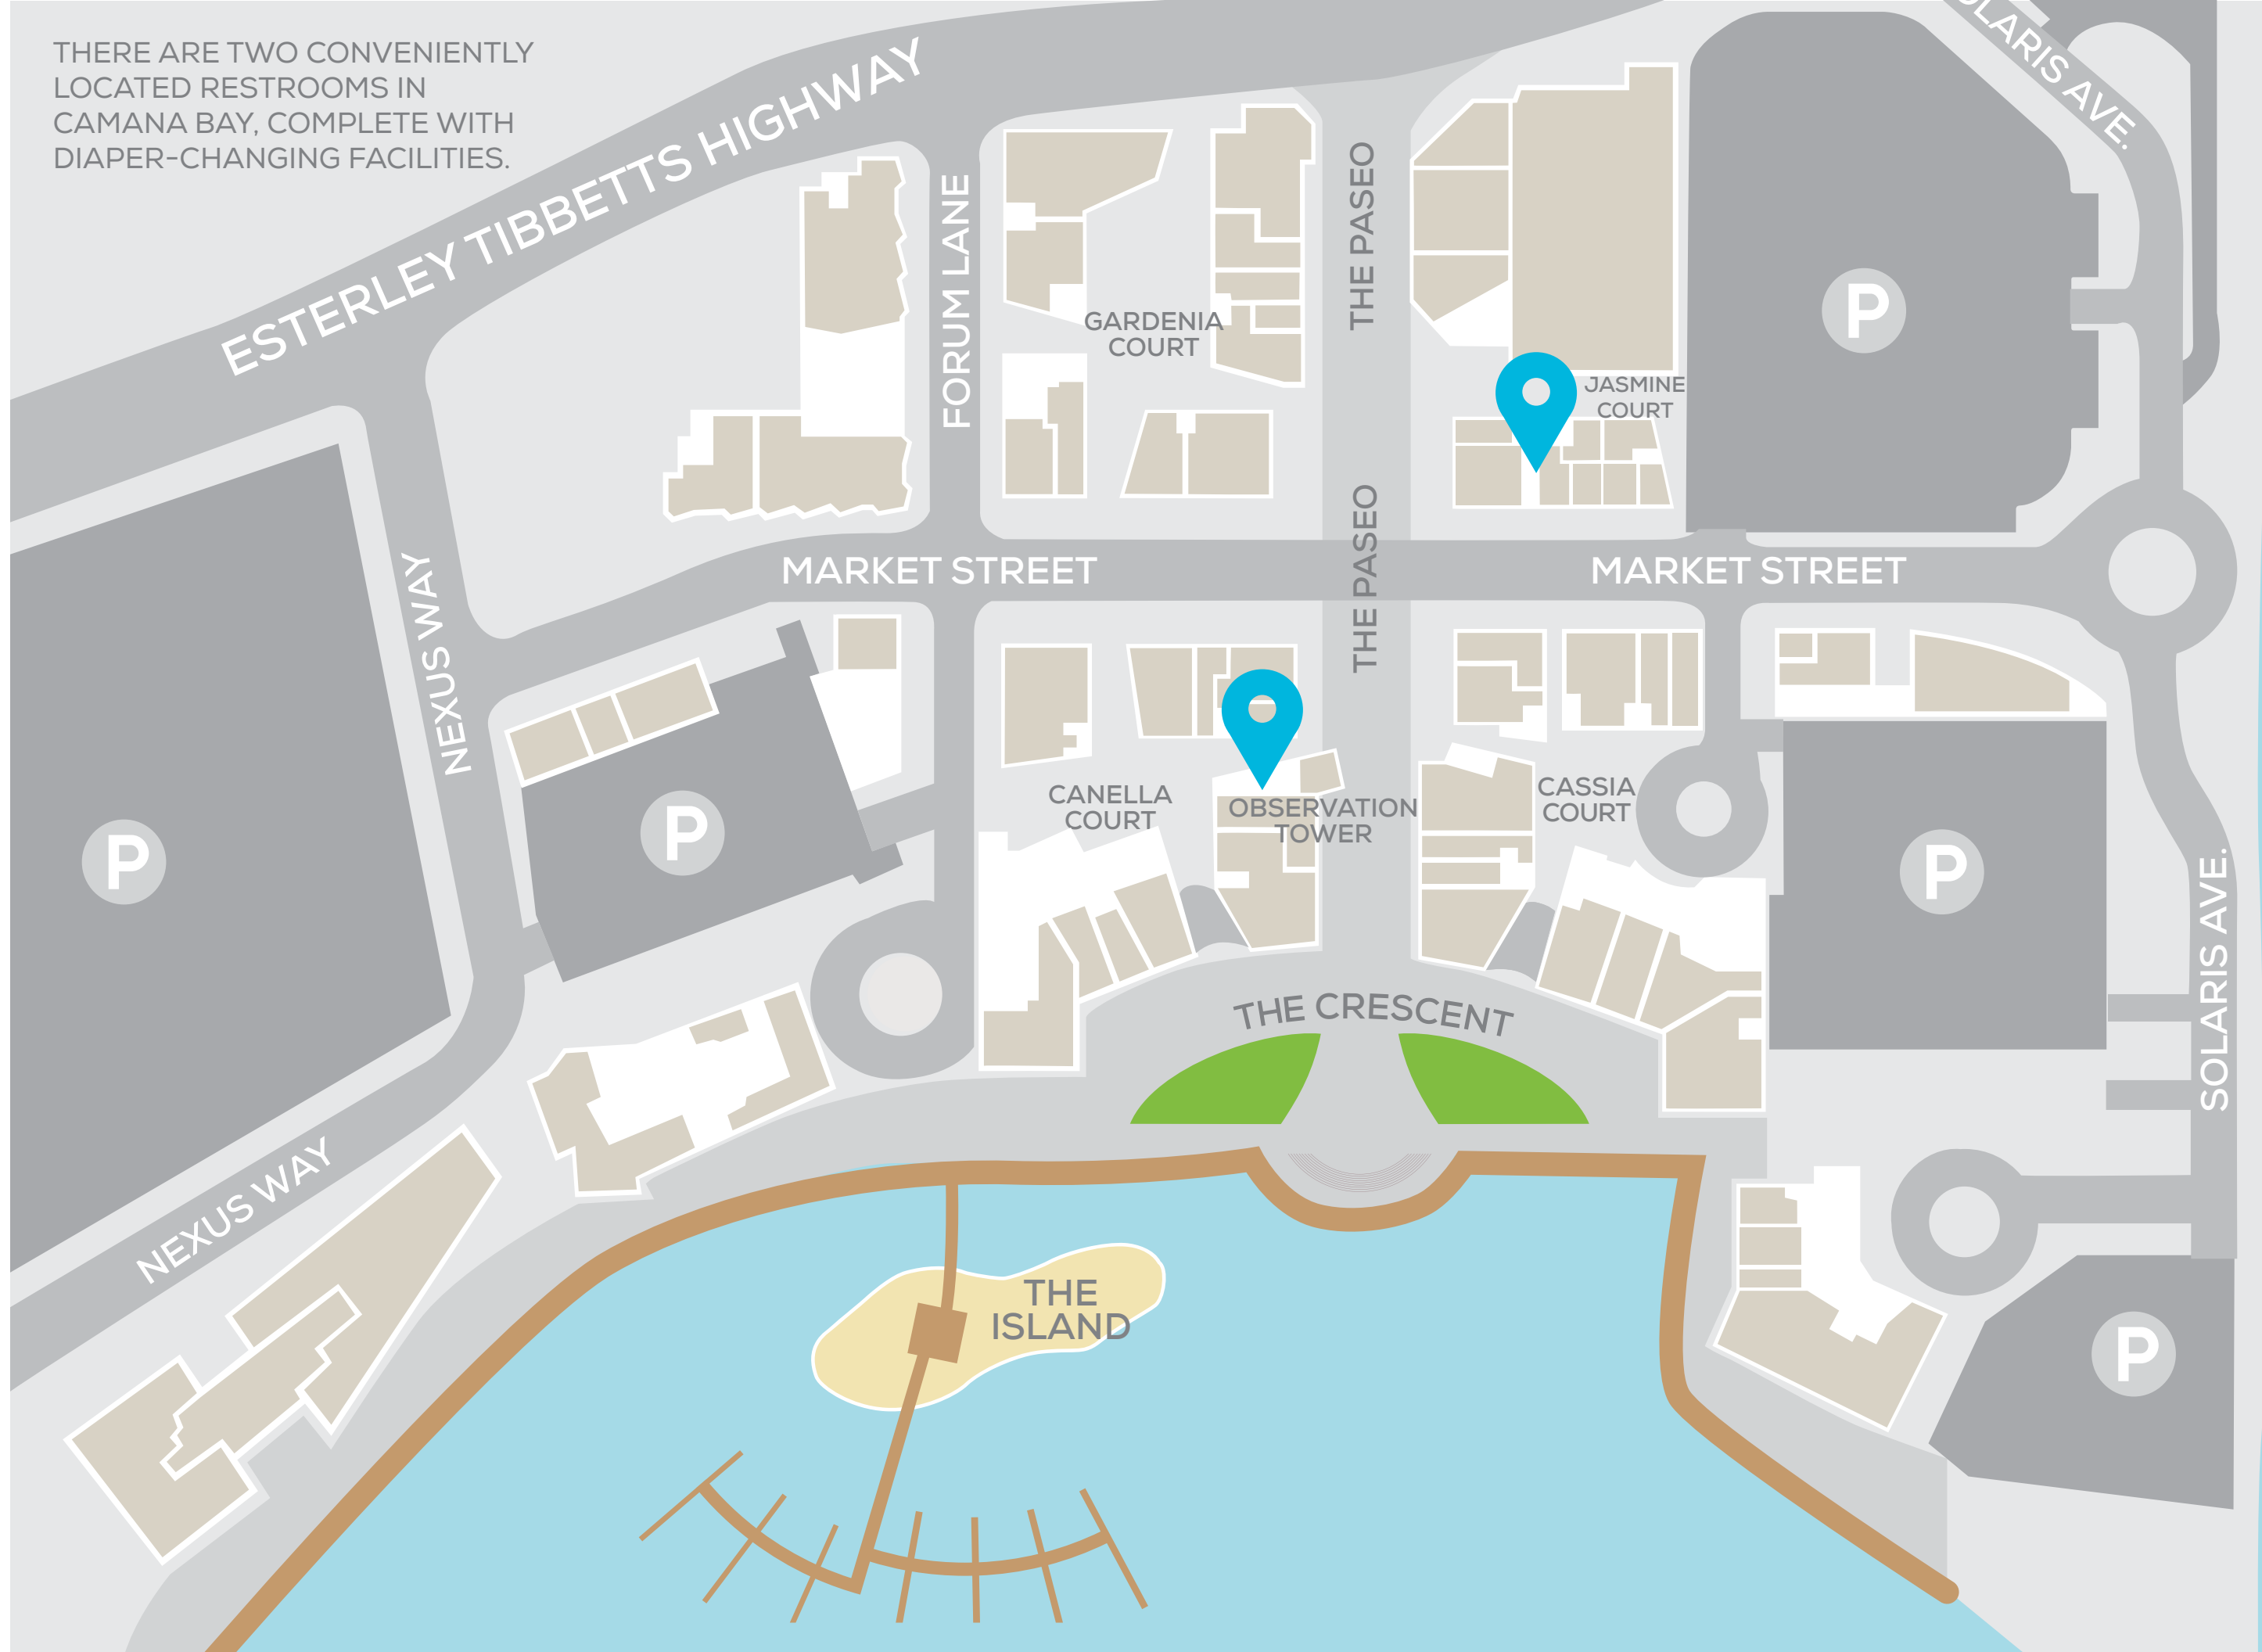 THERE ARE TWO CONVENIENTLY
LOCATED RESTROOMS IN
CAMANA BAY, COMPLETE WITH
DIAPER-CHANGING FACILITIES.
ESTERLEY TIBBETTS HIGHWAY
OLARIS AVE.
FORUM LANE
THE PASEO
P
GARDENIA
COURT
JASMINE
COURT
THE PASEO
MARKET STREET
MARKET STREET
NEXUS WAY
P
P
CANELLA
COURT
OBSERVATION
TOWER
CASSIA
COURT
P
SOLARIS AVE.
THE CRESCENT
NEXUS WAY
THE
ISLAND
P